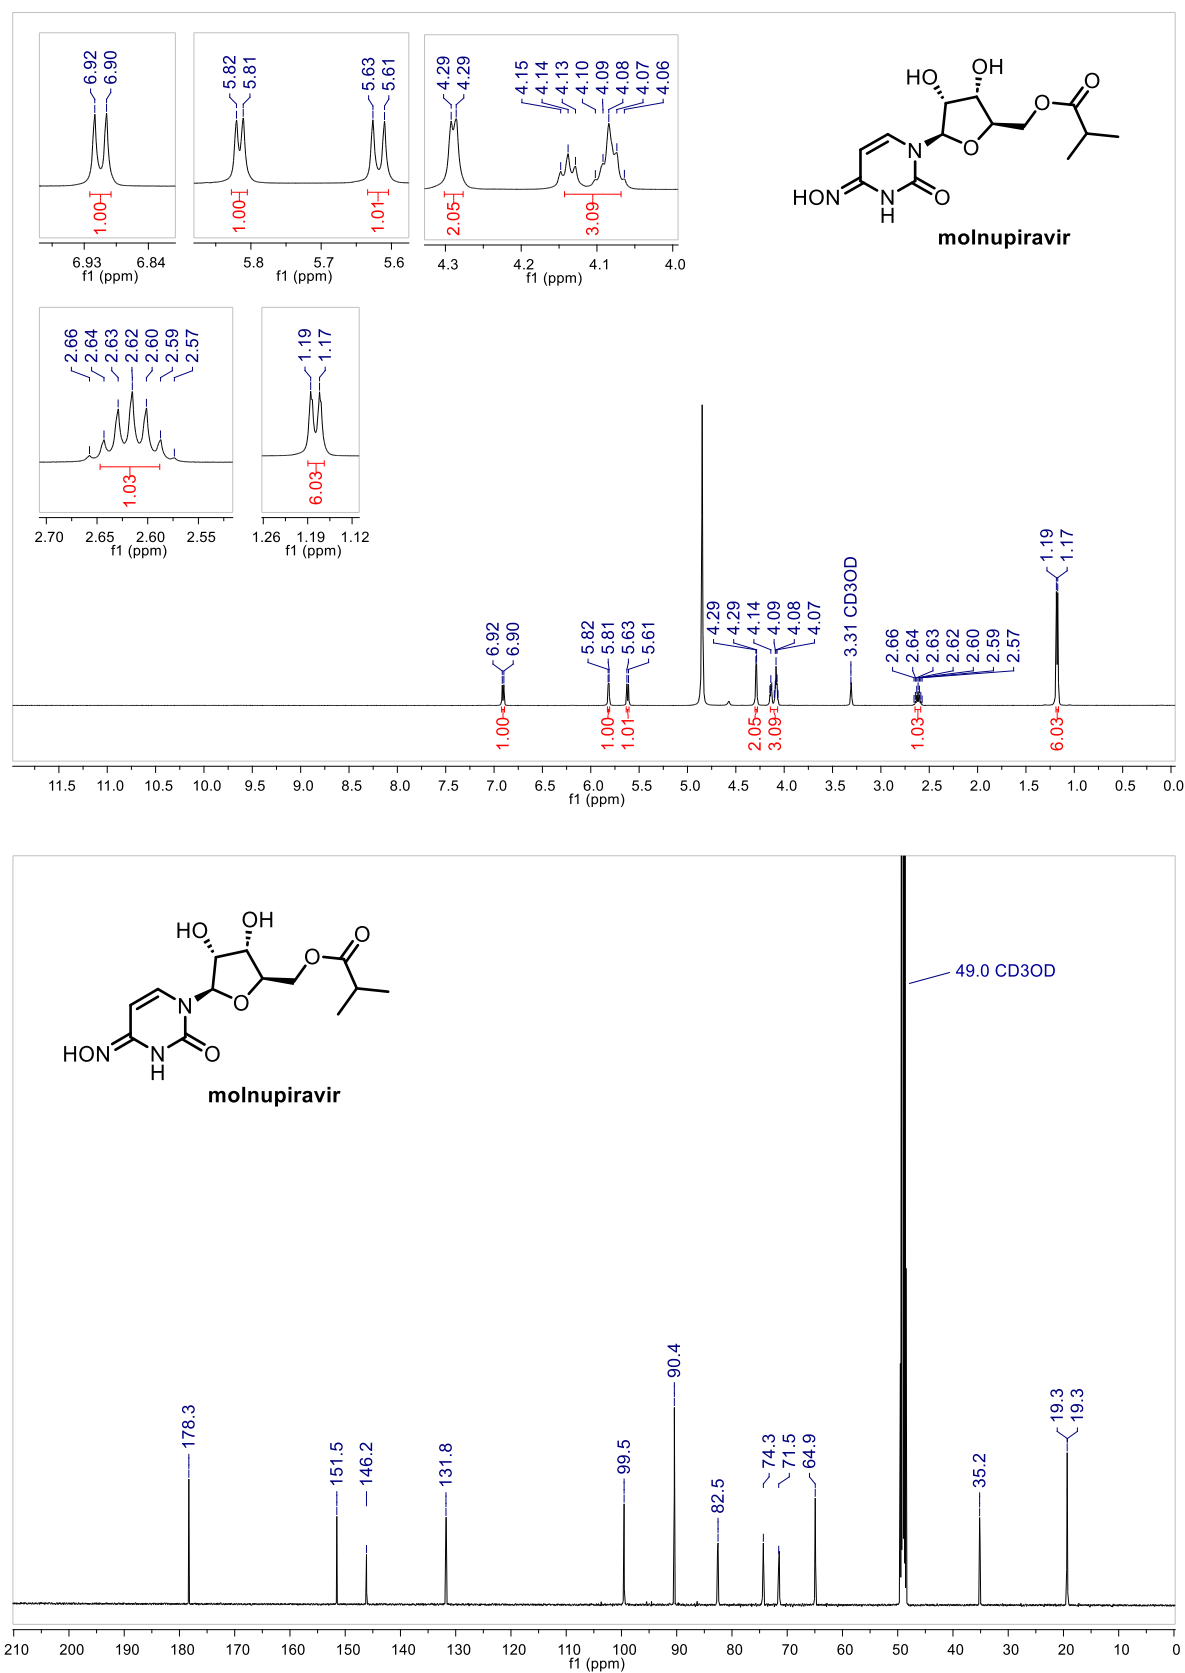 6.92
6.90
5.82
5.81
5.63
5.61
4.29
4.29
4.15
4.14
4.13
4.10
4.09
4.08
4.07
4.06
1.00
1.00
1.01
2.05
3.09
6.93 6.84
f1 (ppm)
5.8 5.7 5.6
f1 (ppm)
4.3 4.2 4.1 4.0
f1 (ppm)
HO OH O
O
N O
HON N O
H
molnupiravir
2.66
2.64
2.63
2.62
2.60
2.59
2.57
1.19
1.17
1.03
6.03
2.70 2.65 2.60 2.55
f1 (ppm)
1.26 1.19 1.12
f1 (ppm)
6.92
6.90
5.82
5.81
5.63
5.61
4.29
4.29
4.14
4.09
4.08
4.07
3.31 CD3OD
2.66
2.64
2.63
2.62
2.60
2.59
2.57
1.19
1.17
1.00
1.00
1.01
2.05
3.09
1.03
6.03
11.5 11.0 10.5 10.0 9.5 9.0 8.5 8.0 7.5 7.0 6.5 6.0 5.5 5.0 4.5 4.0 3.5 3.0 2.5 2.0 1.5 1.0 0.5 0.0
f1 (ppm)
HO OH O
O
N O
HON N O
H
molnupiravir
49.0 CD3OD
178.3
151.5
146.2
131.8
99.5
90.4
82.5
74.3
71.5
64.9
35.2
19.3
19.3
210 200 190 180 170 160 150 140 130 120 110 100 90 80 70 60 50 40 30 20 10 0
f1 (ppm)